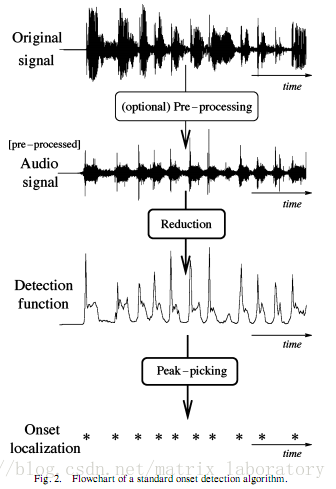 Original
signal
time
(optional) Pre-processing
[pre-processed]
Audio
signal
time
Reduction
Detection
function
time
Peak-picking
Onset
localization
* * * * * * * * * *
time
//blog.csdn.net/matrix_laboratory
Fig. 2. Flowchart of a standard onset detection algorithm.